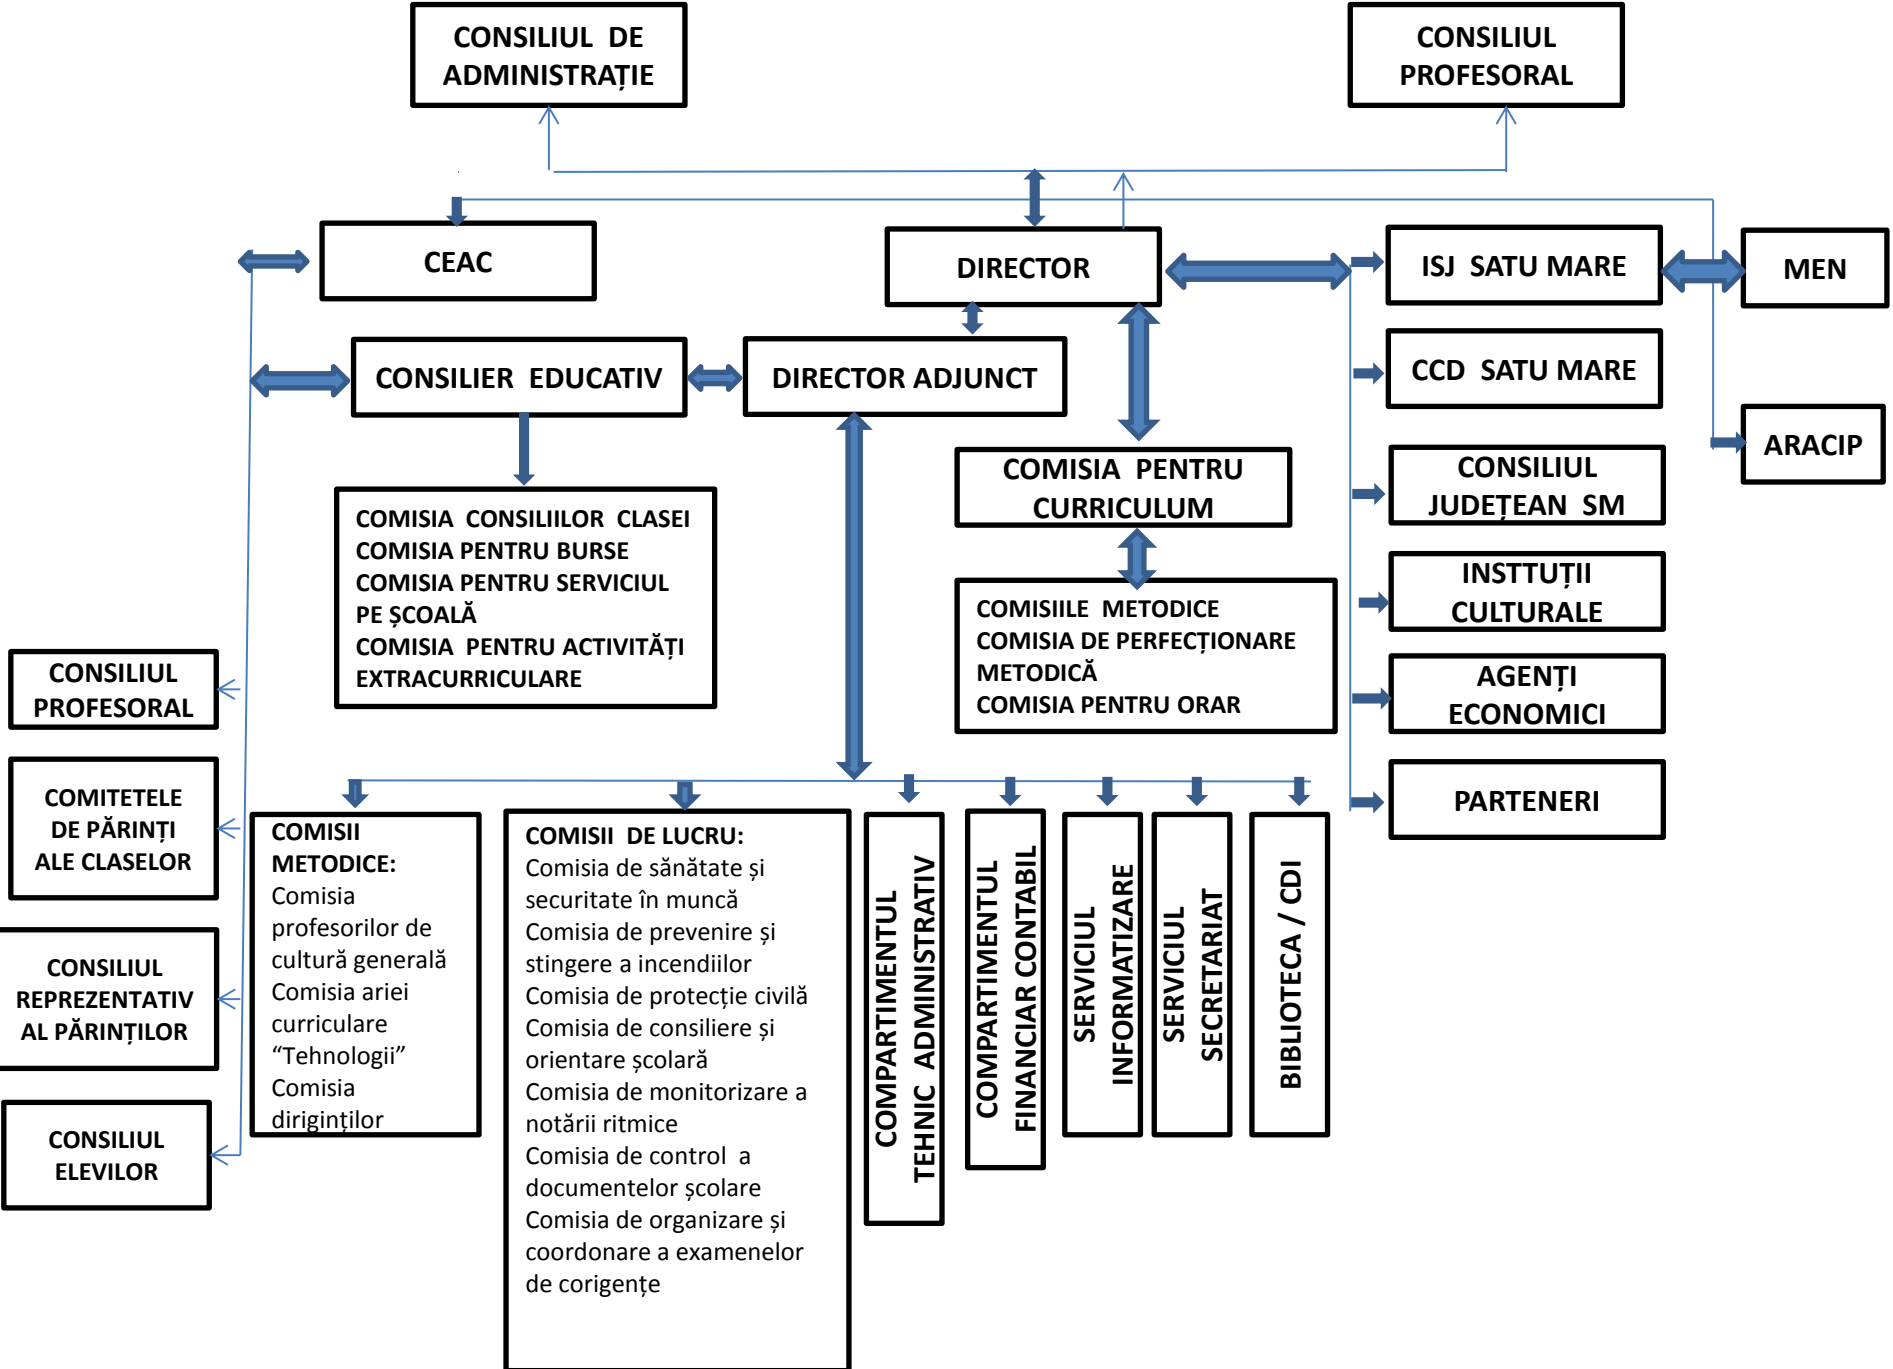 CONSILIUL DE
ADMINISTRAȚIE
CONSILIUL
PROFESORAL
CEAC
DIRECTOR
ISJ SATU MARE
MEN
CONSILIER EDUCATIV
DIRECTOR ADJUNCT
CCD SATU MARE
ARACIP
COMISIA PENTRU
CURRICULUM
CONSILIUL
JUDEȚEAN SM
COMISIA CONSILIILOR CLASEI
COMISIA PENTRU BURSE
COMISIA PENTRU SERVICIUL
PE ȘCOALĂ
COMISIA PENTRU ACTIVITĂȚI
EXTRACURRICULARE
COMISIILE METODICE
COMISIA DE PERFECȚIONARE
METODICĂ
COMISIA PENTRU ORAR
INSTTUȚII
CULTURALE
AGENȚI
ECONOMICI
PARTENERI
CONSILIUL
PROFESORAL
COMITETELE
DE PĂRINȚI
ALE CLASELOR
CONSILIUL
REPREZENTATIV
AL PĂRINȚILOR
CONSILIUL
ELEVILOR
COMISII
METODICE:
Comisia
profesorilor de
cultură generală
Comisia ariei
curriculare
“Tehnologii”
Comisia
diriginților
COMISII DE LUCRU:
Comisia de sănătate și
securitate în muncă
Comisia de prevenire și
stingere a incendiilor
Comisia de protecție civilă
Comisia de consiliere și
orientare școlară
Comisia de monitorizare a
notării ritmice
Comisia de control a
documentelor școlare
Comisia de organizare și
coordonare a examenelor
de corigențe
COMPARTIMENTUL
TEHNIC ADMINISTRATIV
COMPARTIMENTUL
FINANCIAR CONTABIL
SERVICIUL
INFORMATIZARE
SERVICIUL
SECRETARIAT
BIBLIOTECA / CDI